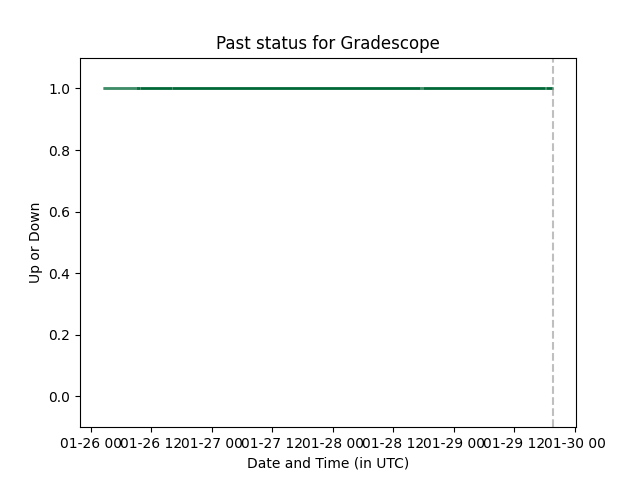 Past status for Gradescope
Up or Down
1.0
0.8
0.6
0.4
0.2
0.0
01-26 00 01-26 12 01-27 00 01-27 12 01-28 00 01-28 12 01-29 00 01-29 12 01-30 00
Date and Time (in UTC)